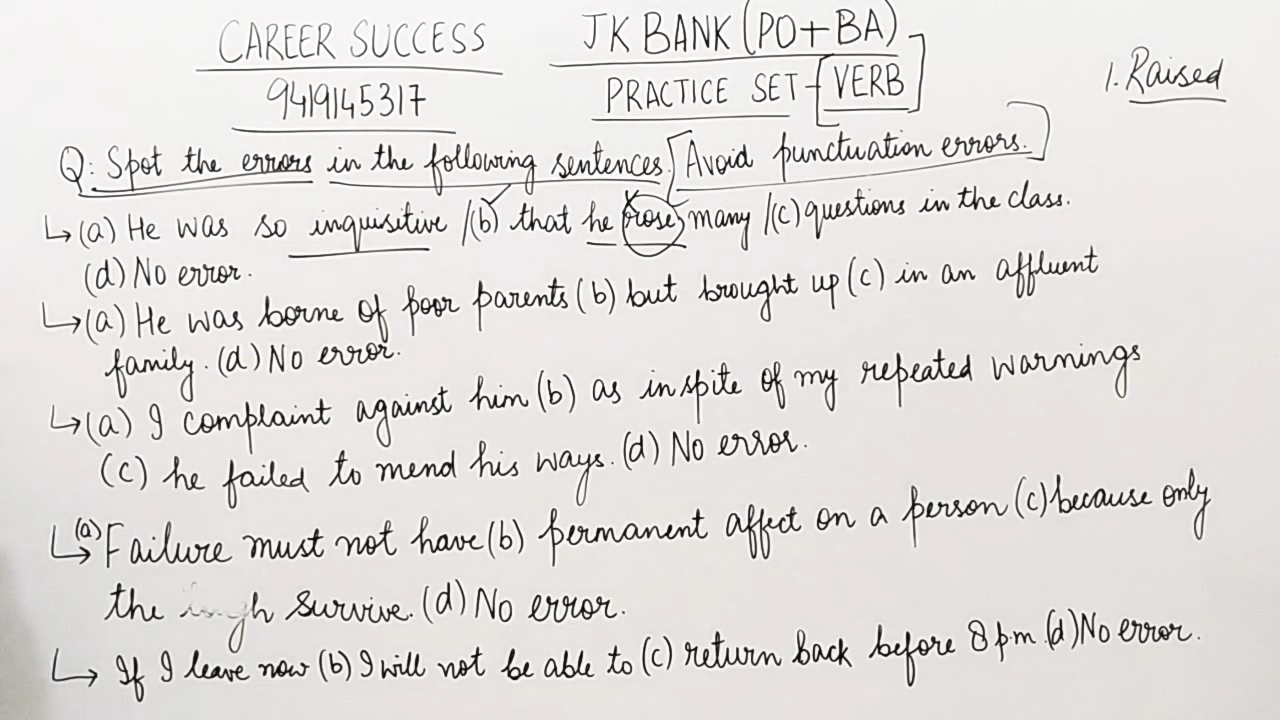 CAREER SUCCESS JK BANK (PO+BA)
9419145317 PRACTICE SET - VERB 1. Raised
Q: Spot the errors in the following sentences. Avoid punctuation errors.
(a) He was so inquisitive /(b) that he rose many /(c) questions in the class.
(d) No error.
(a) He was borne of poor parents (b) but brought up (c) in an affluent
family. (d) No error.
(a) I complaint against him (b) as inspite of my repeated warnings
(c) he failed to mend his ways. (d) No error.
(a) Failure must not have (b) permanent affect on a person (c) because only
the survive. (d) No error.
If I leave now (b) I will not be able to (c) return back before 8 pm. (d) No error.